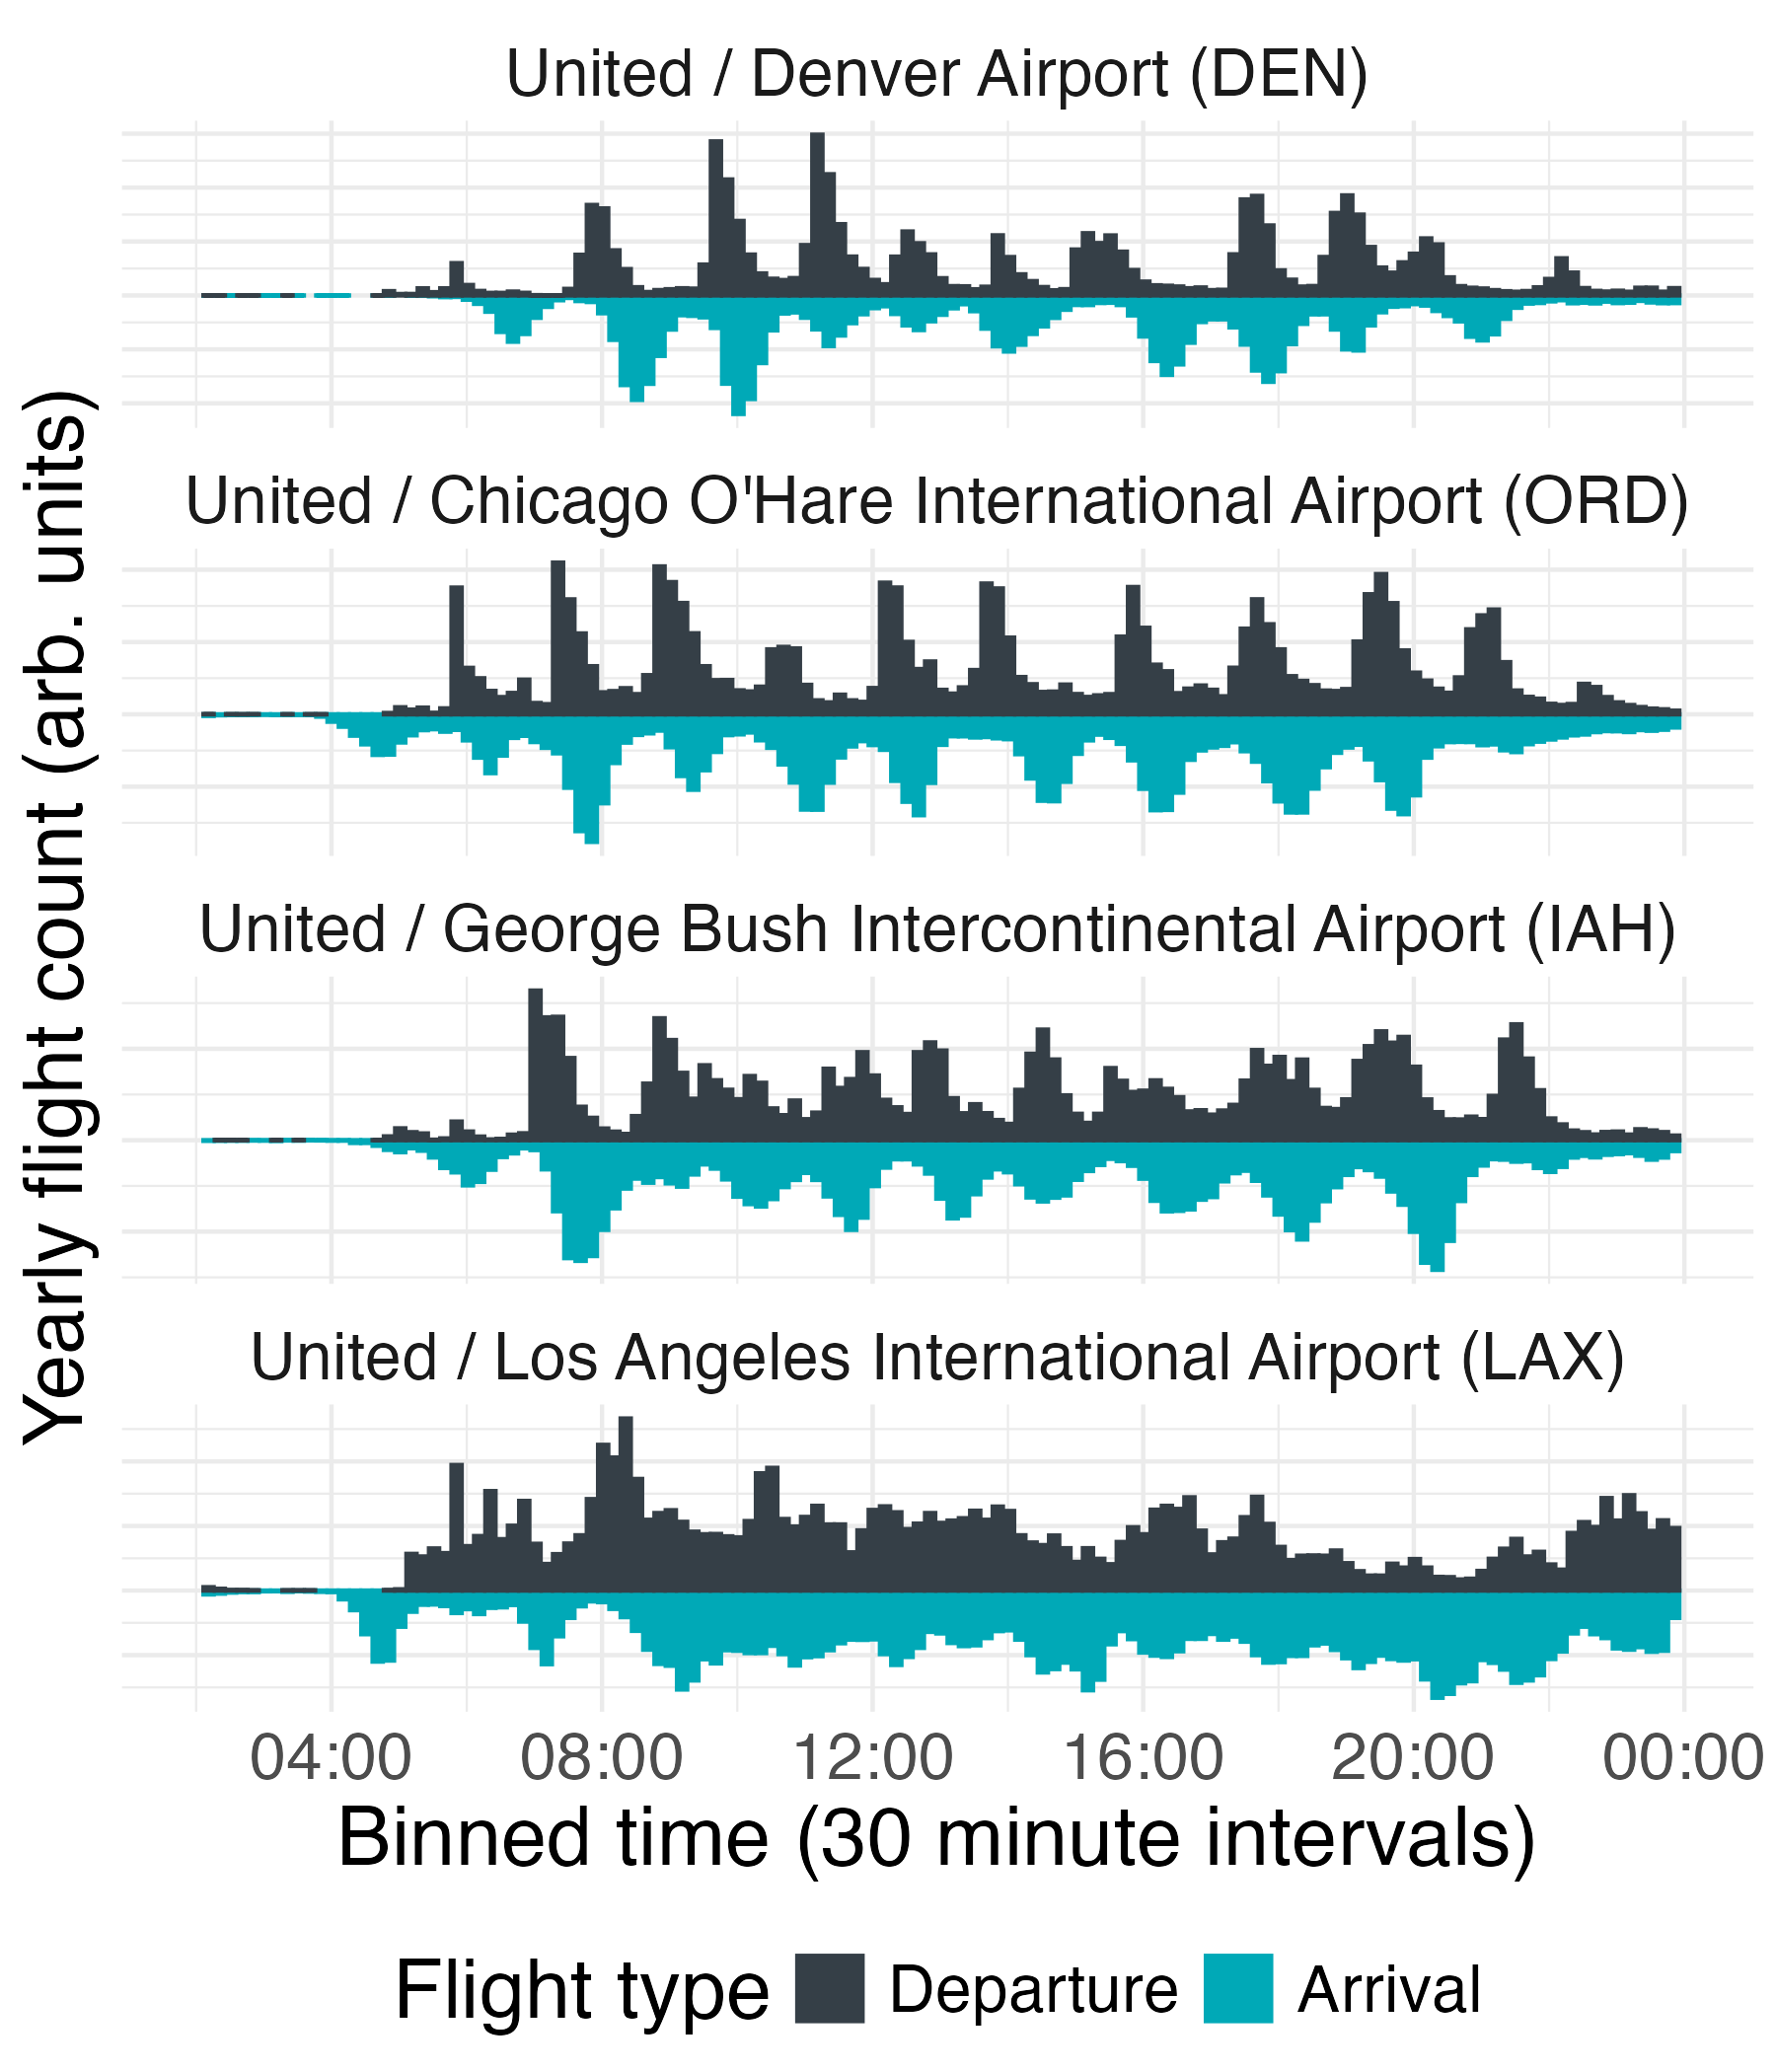 United / Denver Airport (DEN)
United / Chicago O'Hare International Airport (ORD)
United / George Bush Intercontinental Airport (IAH)
United / Los Angeles International Airport (LAX)
Yearly flight count (arb. units)
04:00 08:00 12:00 16:00 20:00 00:00
Binned time (30 minute intervals)
Flight type Departure Arrival